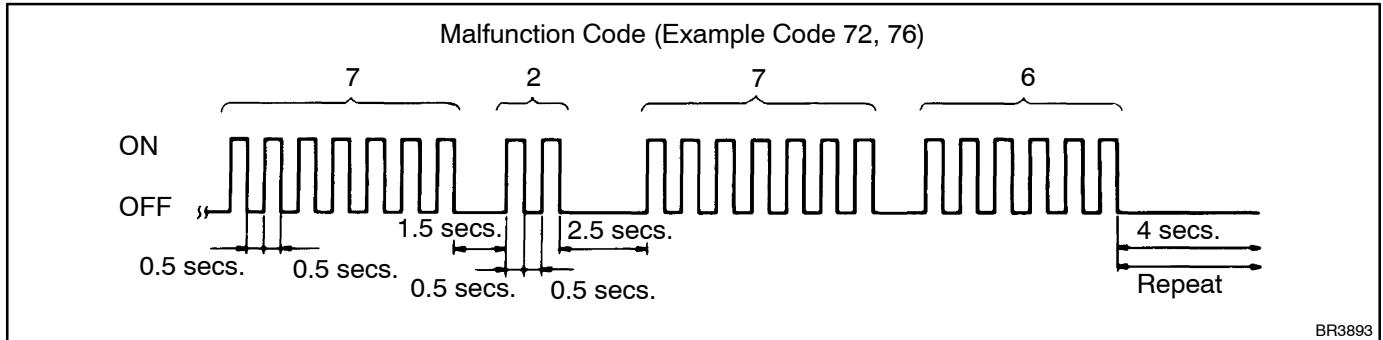 Malfunction Code (Example Code 72, 76)
7 2 7 6
ON
OFF
1.5 secs. 2.5 secs. 4 secs.
0.5 secs. 0.5 secs.
0.5 secs. 0.5 secs.
Repeat
BR3893